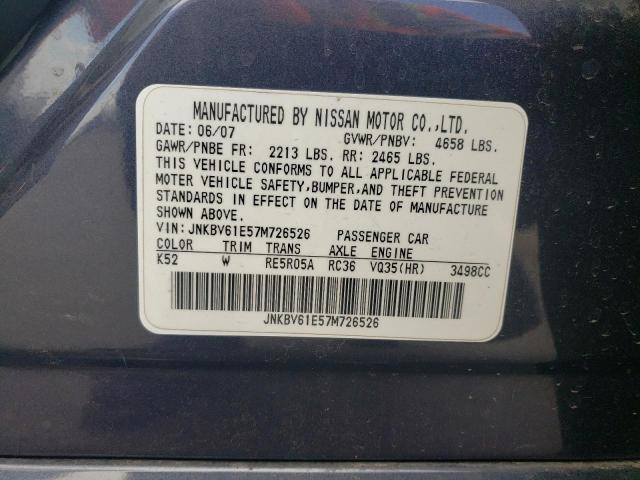 MANUFACTURED BY NISSAN MOTOR CO.,LTD.
DATE: 06/07 GVWR/PNBV: 4658 LBS.
GAWR/PNBE FR: 2213 LBS. RR: 2465 LBS.
THIS VEHICLE CONFORMS TO ALL APPLICABLE FEDERAL
MOTOR VEHICLE SAFETY,BUMPER,AND THEFT PREVENTION
STANDARDS IN EFFECT ON THE DATE OF MANUFACTURE
SHOWN ABOVE.
VIN:JNKBV61E57M726526 PASSENGER CAR
COLOR TRIM TRANS AXLE ENGINE
K52 W RE5R05A RC36 VQ35(HR) 3498CC
JNKBV61E57M726526